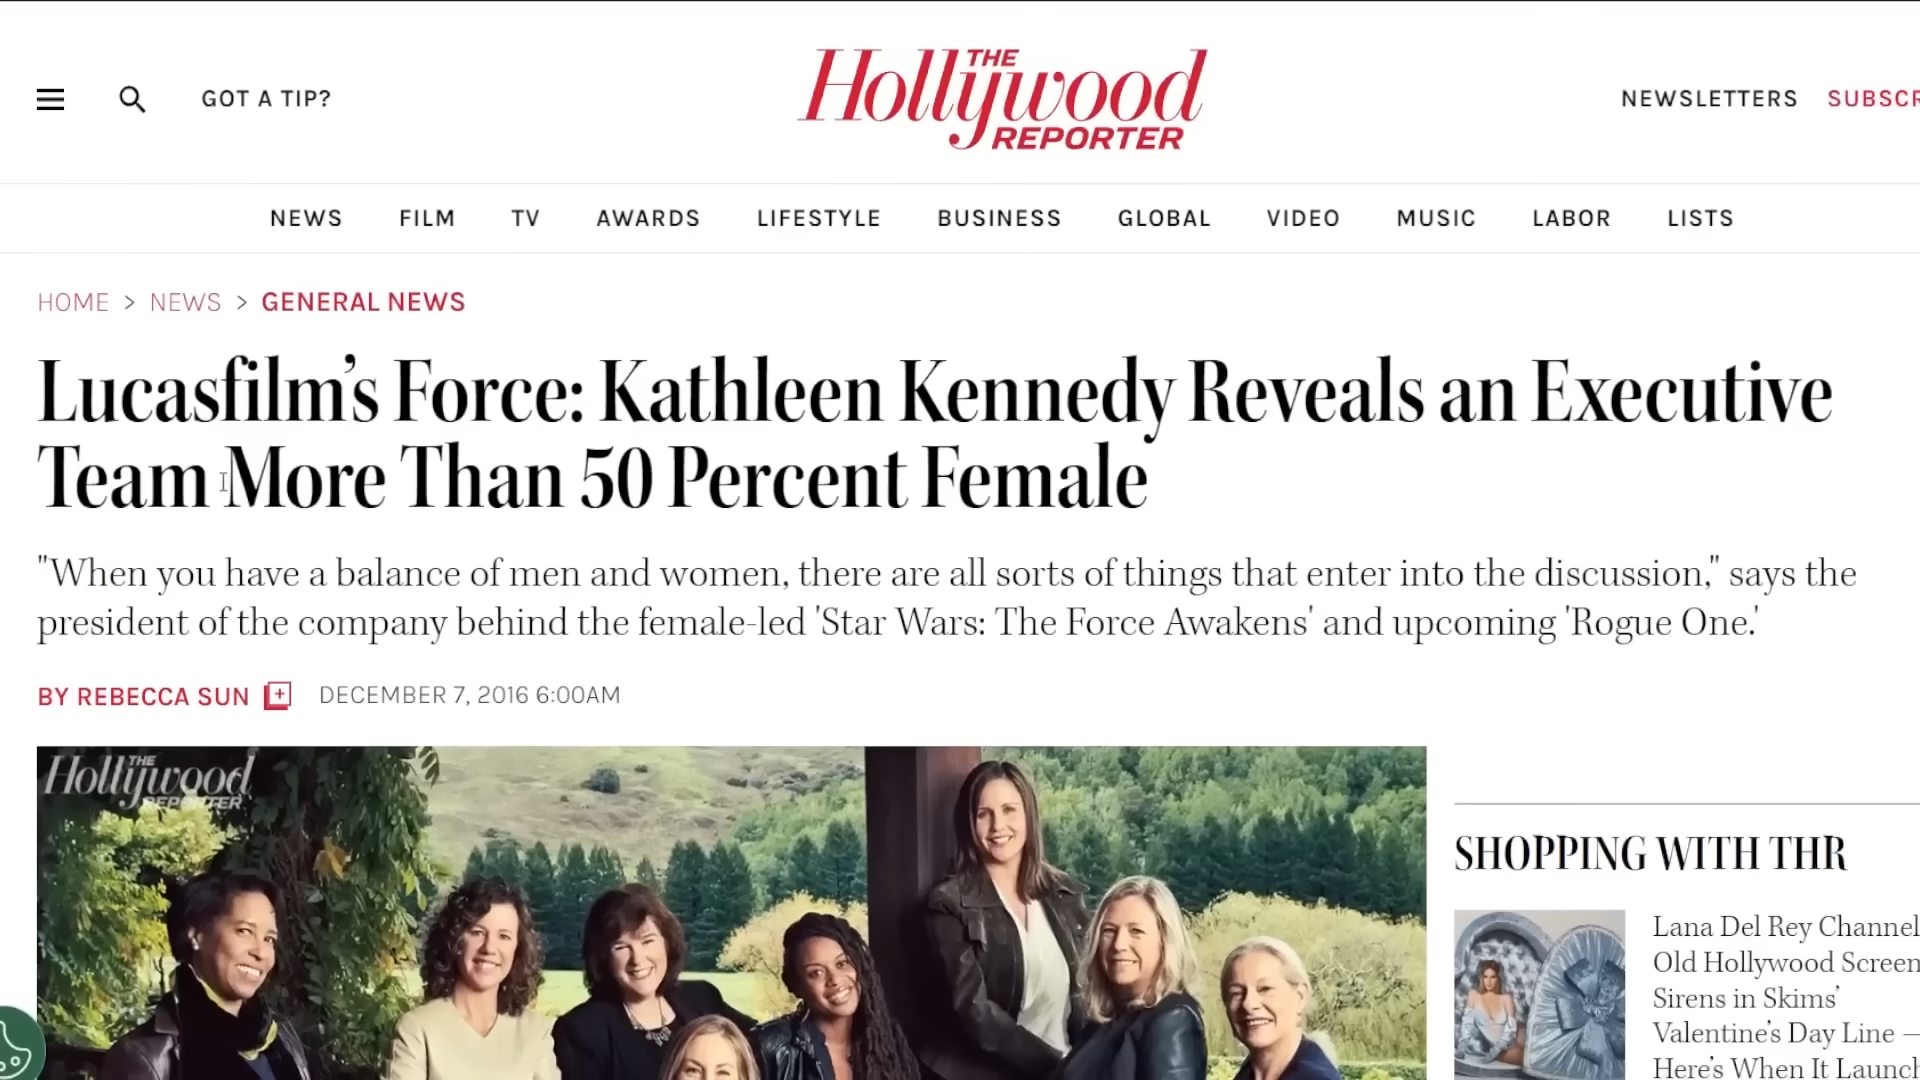 GOT A TIP?
THE
Hollywood
REPORTER
NEWSLETTERS SUBSCR
NEWS FILM TV AWARDS LIFESTYLE BUSINESS GLOBAL VIDEO MUSIC LABOR LISTS
HOME > NEWS > GENERAL NEWS
Lucasfilm's Force: Kathleen Kennedy Reveals an Executive
Team More Than 50 Percent Female
"When you have a balance of men and women, there are all sorts of things that enter into the discussion," says the
president of the company behind the female-led 'Star Wars: The Force Awakens' and upcoming 'Rogue One.'
BY REBECCA SUN DECEMBER 7, 2016 6:00AM
THE
Hollywood
REPORTER
SHOPPING WITH THR
Lana Del Rey Channel
Old Hollywood Screen
Sirens in Skims'
Valentine's Day Line —
Here's When It Launch